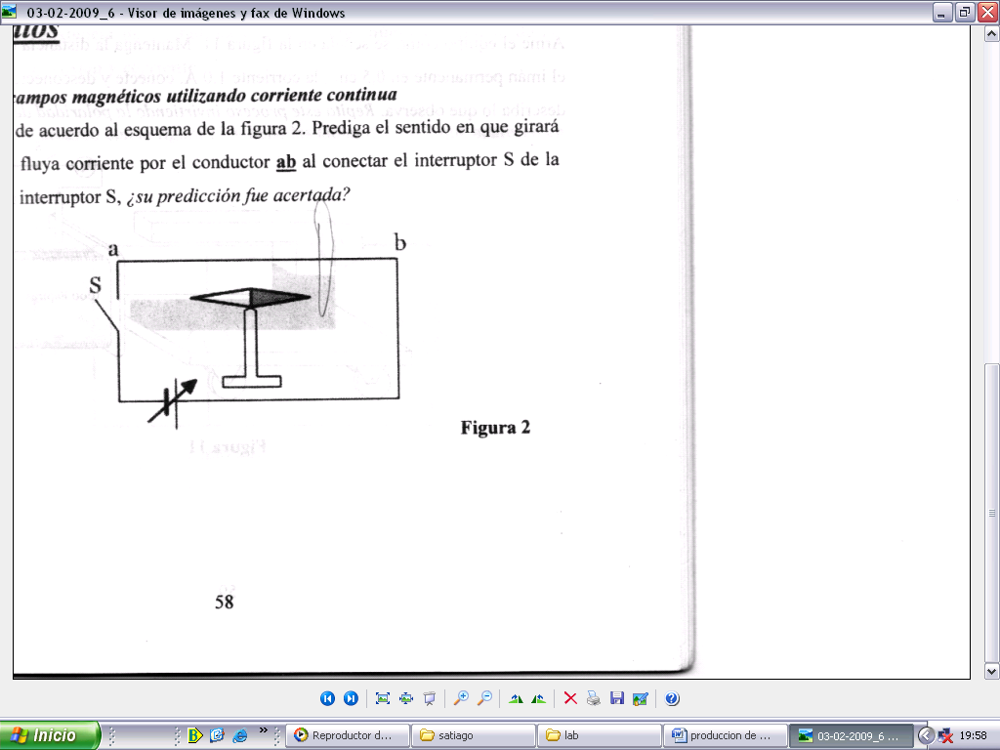 03-02-2009_6 - Visor de imágenes y fax de Windows
campos magnéticos utilizando corriente continua
de acuerdo al esquema de la figura 2. Prediga el sentido en que girará
fluya corriente por el conductor ab al conectar el interruptor S de la
interruptor S, ¿su predicción fue acertada?
a
b
S
Figura 2
58
Inicio
Reproductor d...
satiago
lab
produccion de ...
03-02-2009_6 ...
19:58